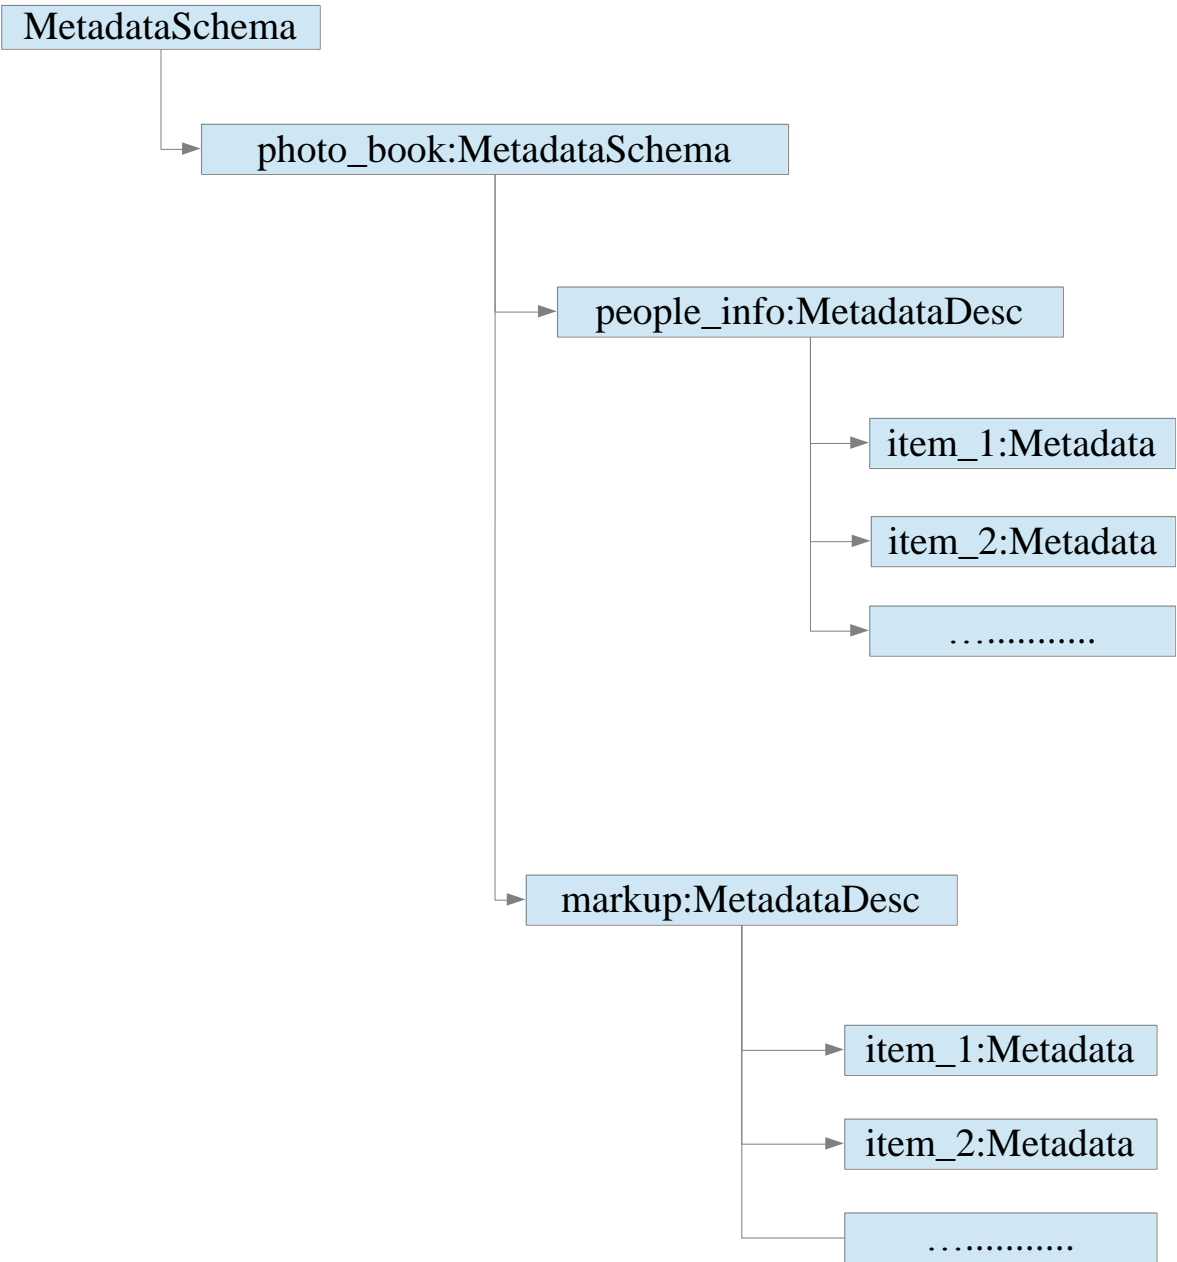 MetadataSchema
photo_book:MetadataSchema
people_info:MetadataDesc
item_1:Metadata
item_2:Metadata
…...........
markup:MetadataDesc
item_1:Metadata
item_2:Metadata
…...........